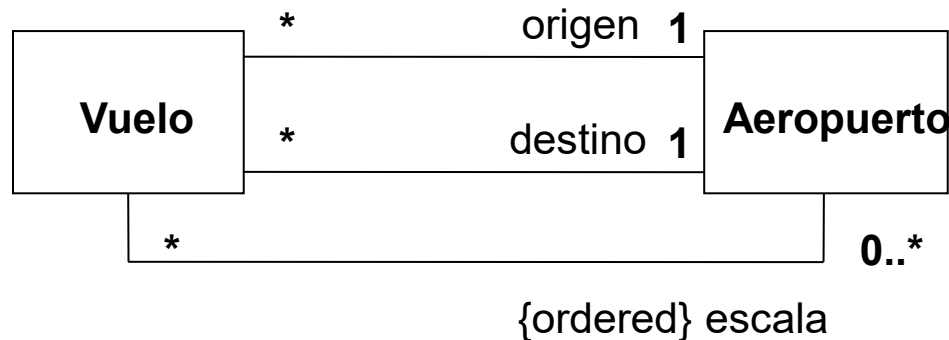 * origen 1
Vuelo Aeropuerto
* destino 1
* 0..*
{ordered} escala